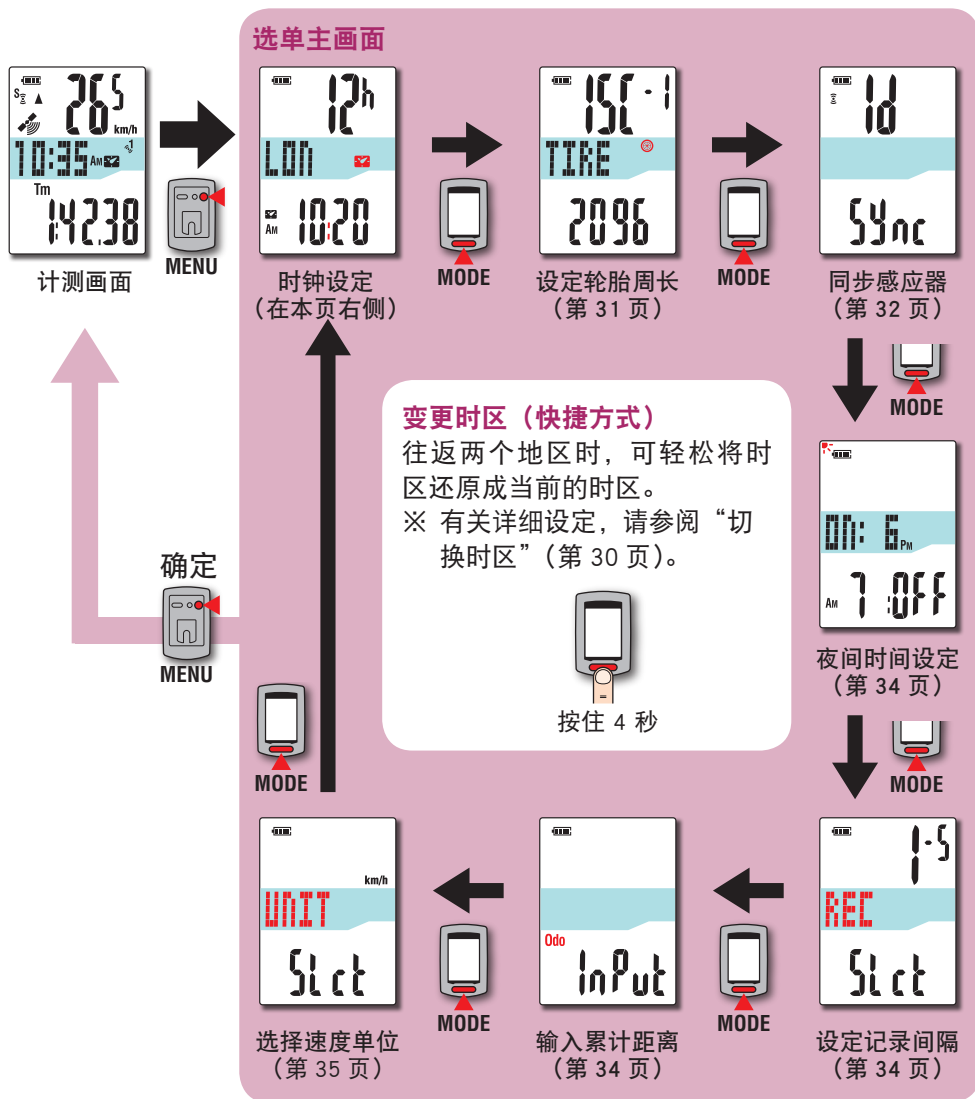 选单主画面
26 5
S
km/h
10:35 AM 1
Tm
1:42.38
计测画面
MENU
12h
LON
AM 10:20
时钟设定
（在本页右侧）
MODE
15C-1
TIRE
2096
设定轮胎周长
（第 31 页）
MODE
Id
Sync
同步感应器
（第 32 页）
MODE
变更时区（快捷方式）
往返两个地区时，可轻松将时
区还原成当前的时区。
※ 有关详细设定，请参阅“切
换时区”（第 30 页）。
按住 4 秒
ON: 6 PM
AM 7 :OFF
夜间时间设定
（第 34 页）
MODE
确定
MENU
MODE
1-5
REC
Slct
设定记录间隔
（第 34 页）
MODE
Odo
InPut
输入累计距离
（第 34 页）
MODE
km/h
UNIT
Slct
选择速度单位
（第 35 页）